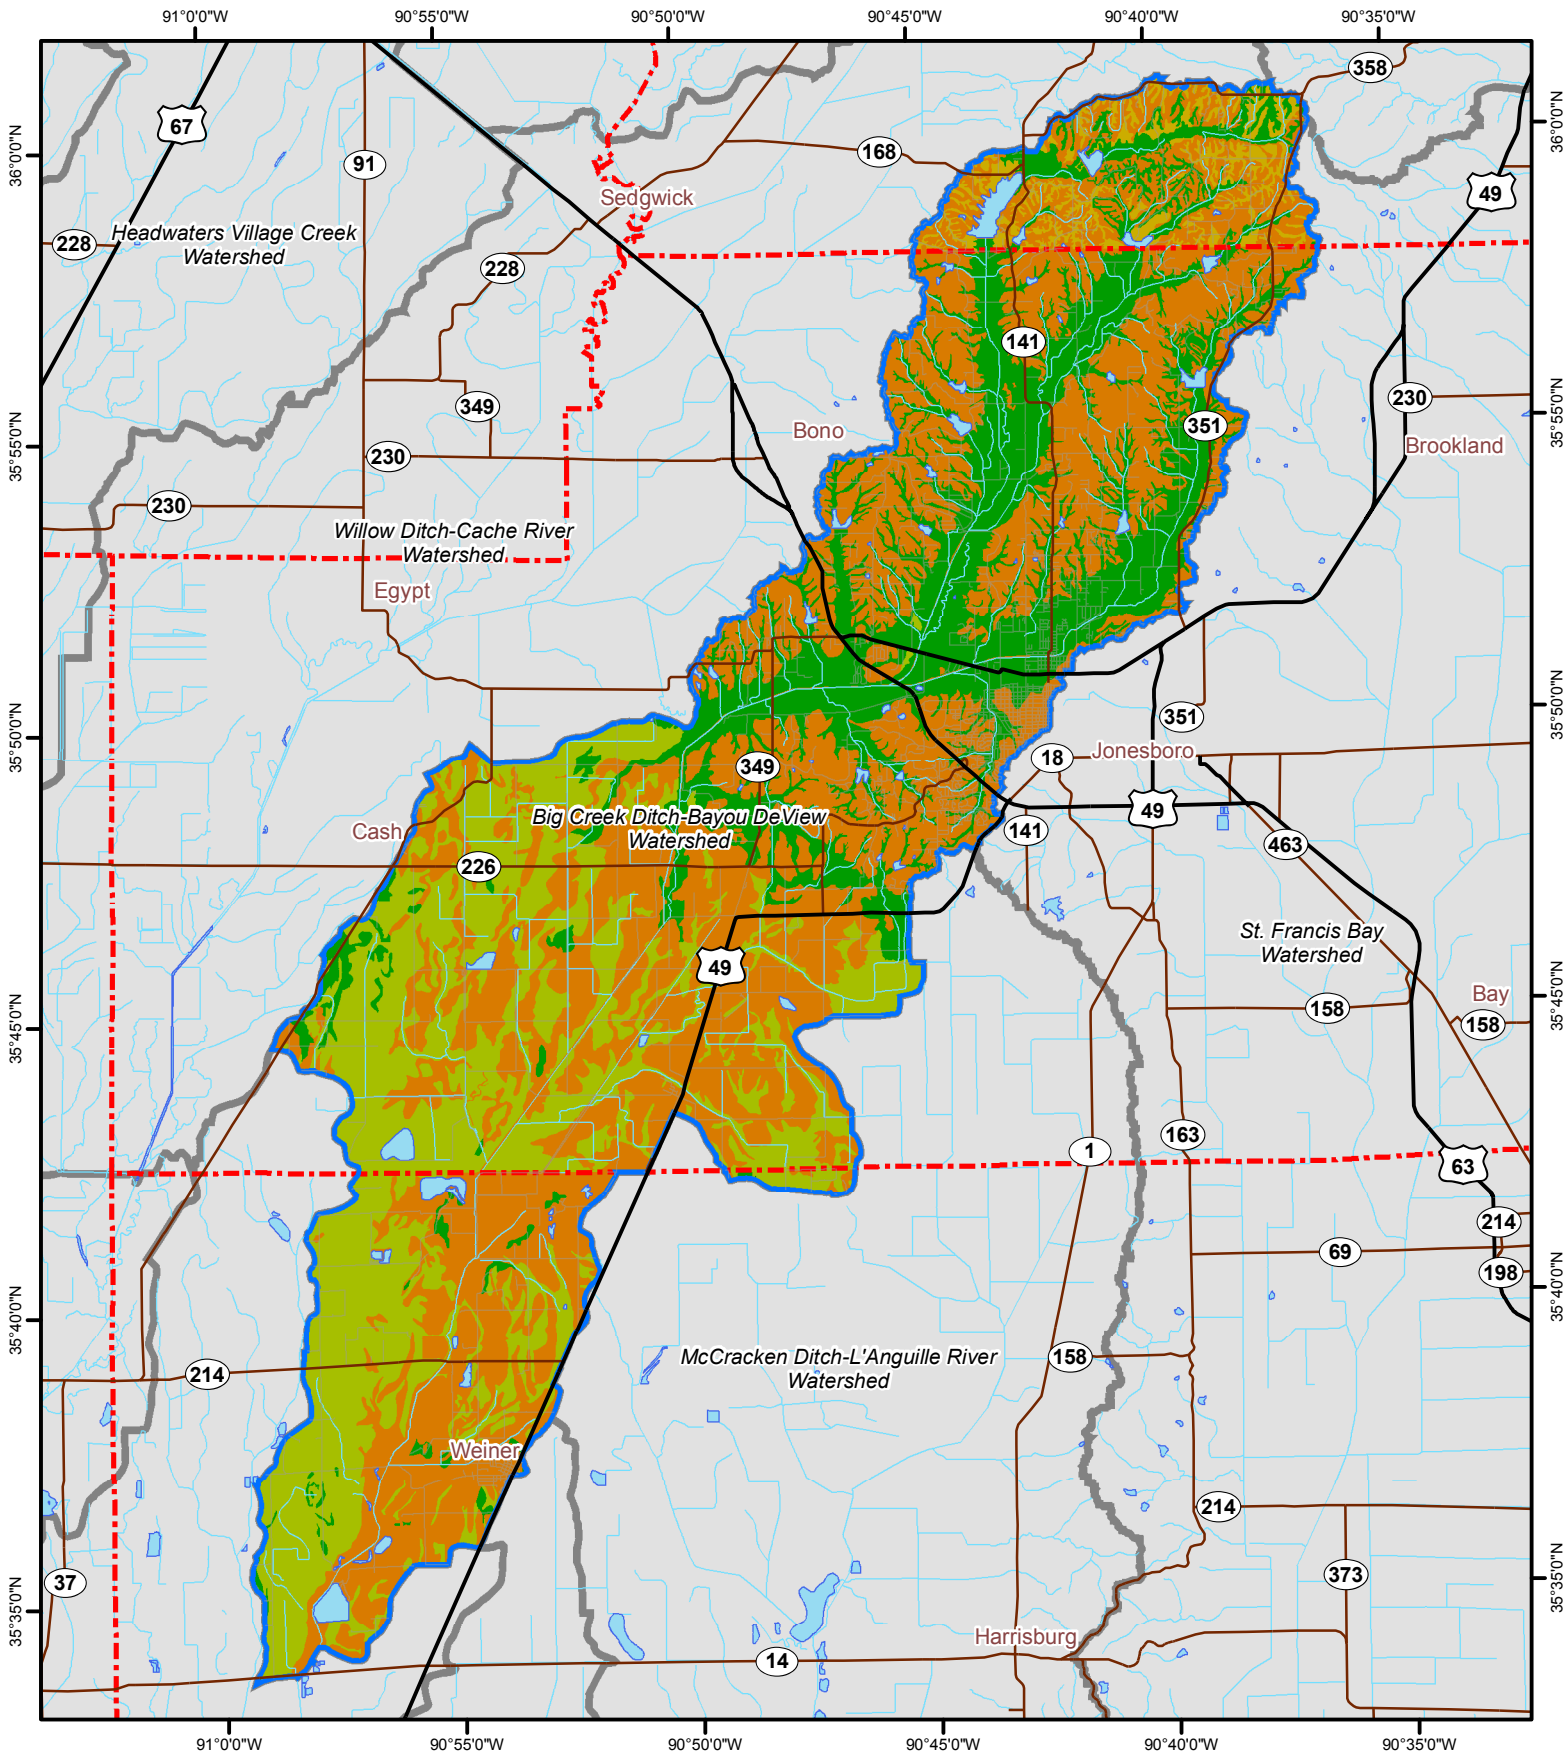 91°0'0"W
90°55'0"W
90°50'0"W
90°45'0"W
90°40'0"W
90°35'0"W
358
67
36°0'0"N
36°0'0"N
91
168
49
Sedgwick
228
Headwaters Village Creek
Watershed
228
141
349
230
35°55'0"N
351
Bono
Brookland
35°55'0"N
230
230
Willow Ditch-Cache River
Watershed
Egypt
35°50'0"N
351
35°50'0"N
Jonesboro
18
349
Big Creek Ditch-Bayou DeView
Watershed
49
Cash
141
463
226
St. Francis Bay
Watershed
49
Bay
35°45'0"N
158
158
35°45'0"N
163
1
63
214
69
198
35°40'0"N
35°40'0"N
McCracken Ditch-L'Anguille River
Watershed
158
214
Weiner
214
35°35'0"N
373
37
35°35'0"N
Harrisburg
14
91°0'0"W
90°55'0"W
90°50'0"W
90°45'0"W
90°40'0"W
90°35'0"W